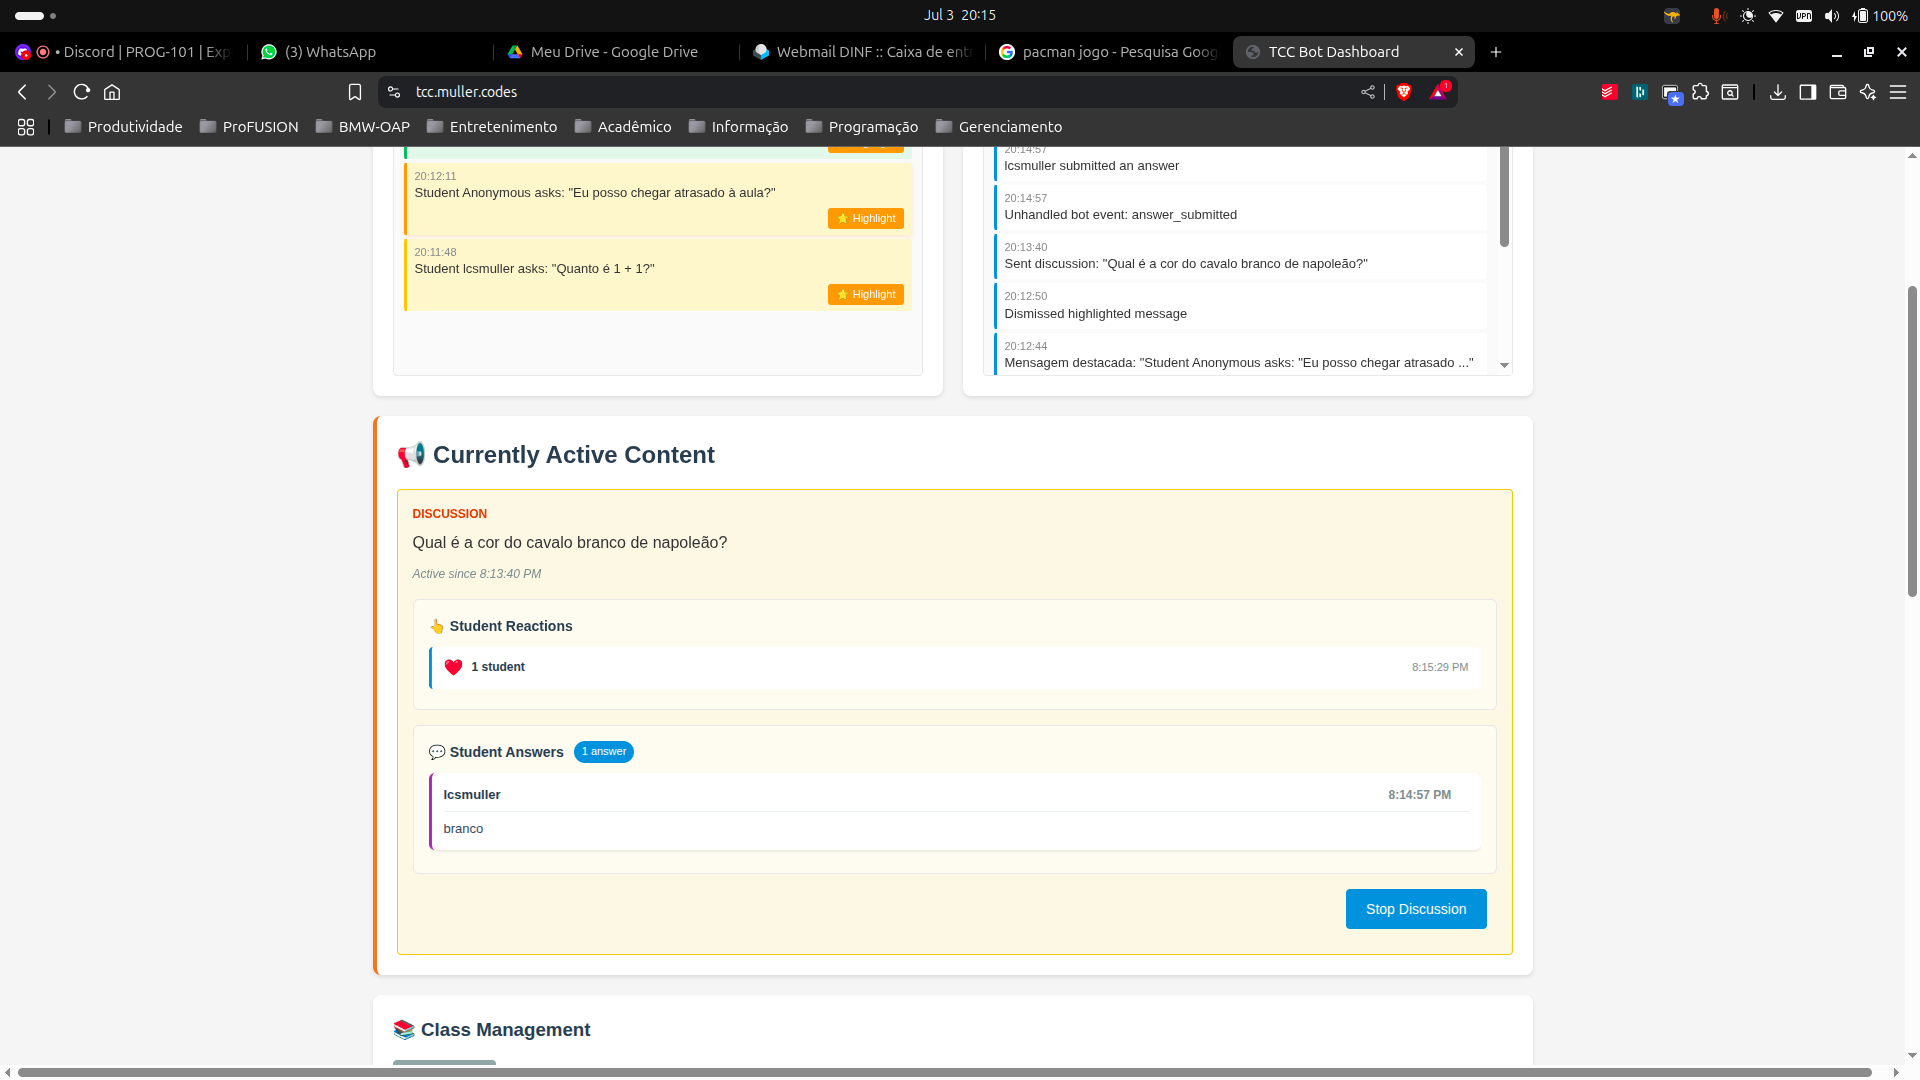 Jul 3 20:15
100%
• Discord | PROG-101 | Exp
(3) WhatsApp
Meu Drive - Google Drive
Webmail DINF :: Caixa de entr
pacman jogo - Pesquisa Goog
TCC Bot Dashboard
tcc.muller.codes
1
Produtividade
ProFUSION
BMW-OAP
Entretenimento
Acadêmico
Informação
Programação
Gerenciamento
20:12:11
Student Anonymous asks: "Eu posso chegar atrasado à aula?"
Highlight
20:11:48
Student lcsmuller asks: "Quanto é 1 + 1?"
Highlight
20:14:57
lcsmuller submitted an answer
20:14:57
Unhandled bot event: answer_submitted
20:13:40
Sent discussion: "Qual é a cor do cavalo branco de napoleão?"
20:12:50
Dismissed highlighted message
20:12:44
Mensagem destacada: "Student Anonymous asks: "Eu posso chegar atrasado ..."
Currently Active Content
DISCUSSION
Qual é a cor do cavalo branco de napoleão?
Active since 8:13:40 PM
Student Reactions
1 student
8:15:29 PM
Student Answers
1 answer
lcsmuller
8:14:57 PM
branco
Stop Discussion
Class Management